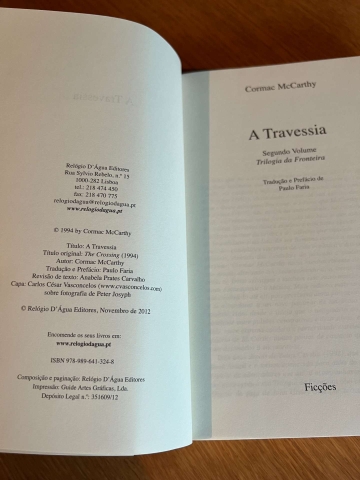 Relógio D'Água Editores
Rua Sylvio Rebelo, n.º 15
1000-282 Lisboa
tel: 218 474 450
fax: 218 470 775
relogiodagua@relogiodagua.pt
www.relogiodagua.pt
© 1994 by Cormac McCarthy
Título: A Travessia
Título original: The Crossing (1994)
Autor: Cormac McCarthy
Tradução e Prefácio: Paulo Faria
Revisão de texto: Anabela Prates Carvalho
Capa: Carlos César Vasconcelos (www.cvasconcelos.com)
sobre fotografia de Peter Josyph
© Relógio D'Água Editores, Novembro de 2012
Encomende os seus livros em:
www.relogiodagua.pt
ISBN 978-989-641-324-8
Composição e paginação: Relógio D'Água Editores
Impressão: Guide Artes Gráficas, Lda.
Depósito Legal n.º: 351609/12
Cormac McCarthy
A Travessia
Segundo Volume
Trilogia da Fronteira
Tradução e Prefácio de
Paulo Faria
Ficções